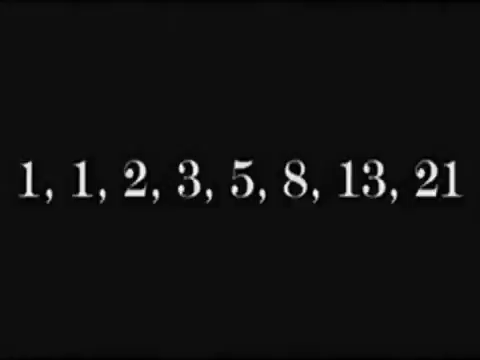 1, 1, 2, 3, 5, 8, 13, 21